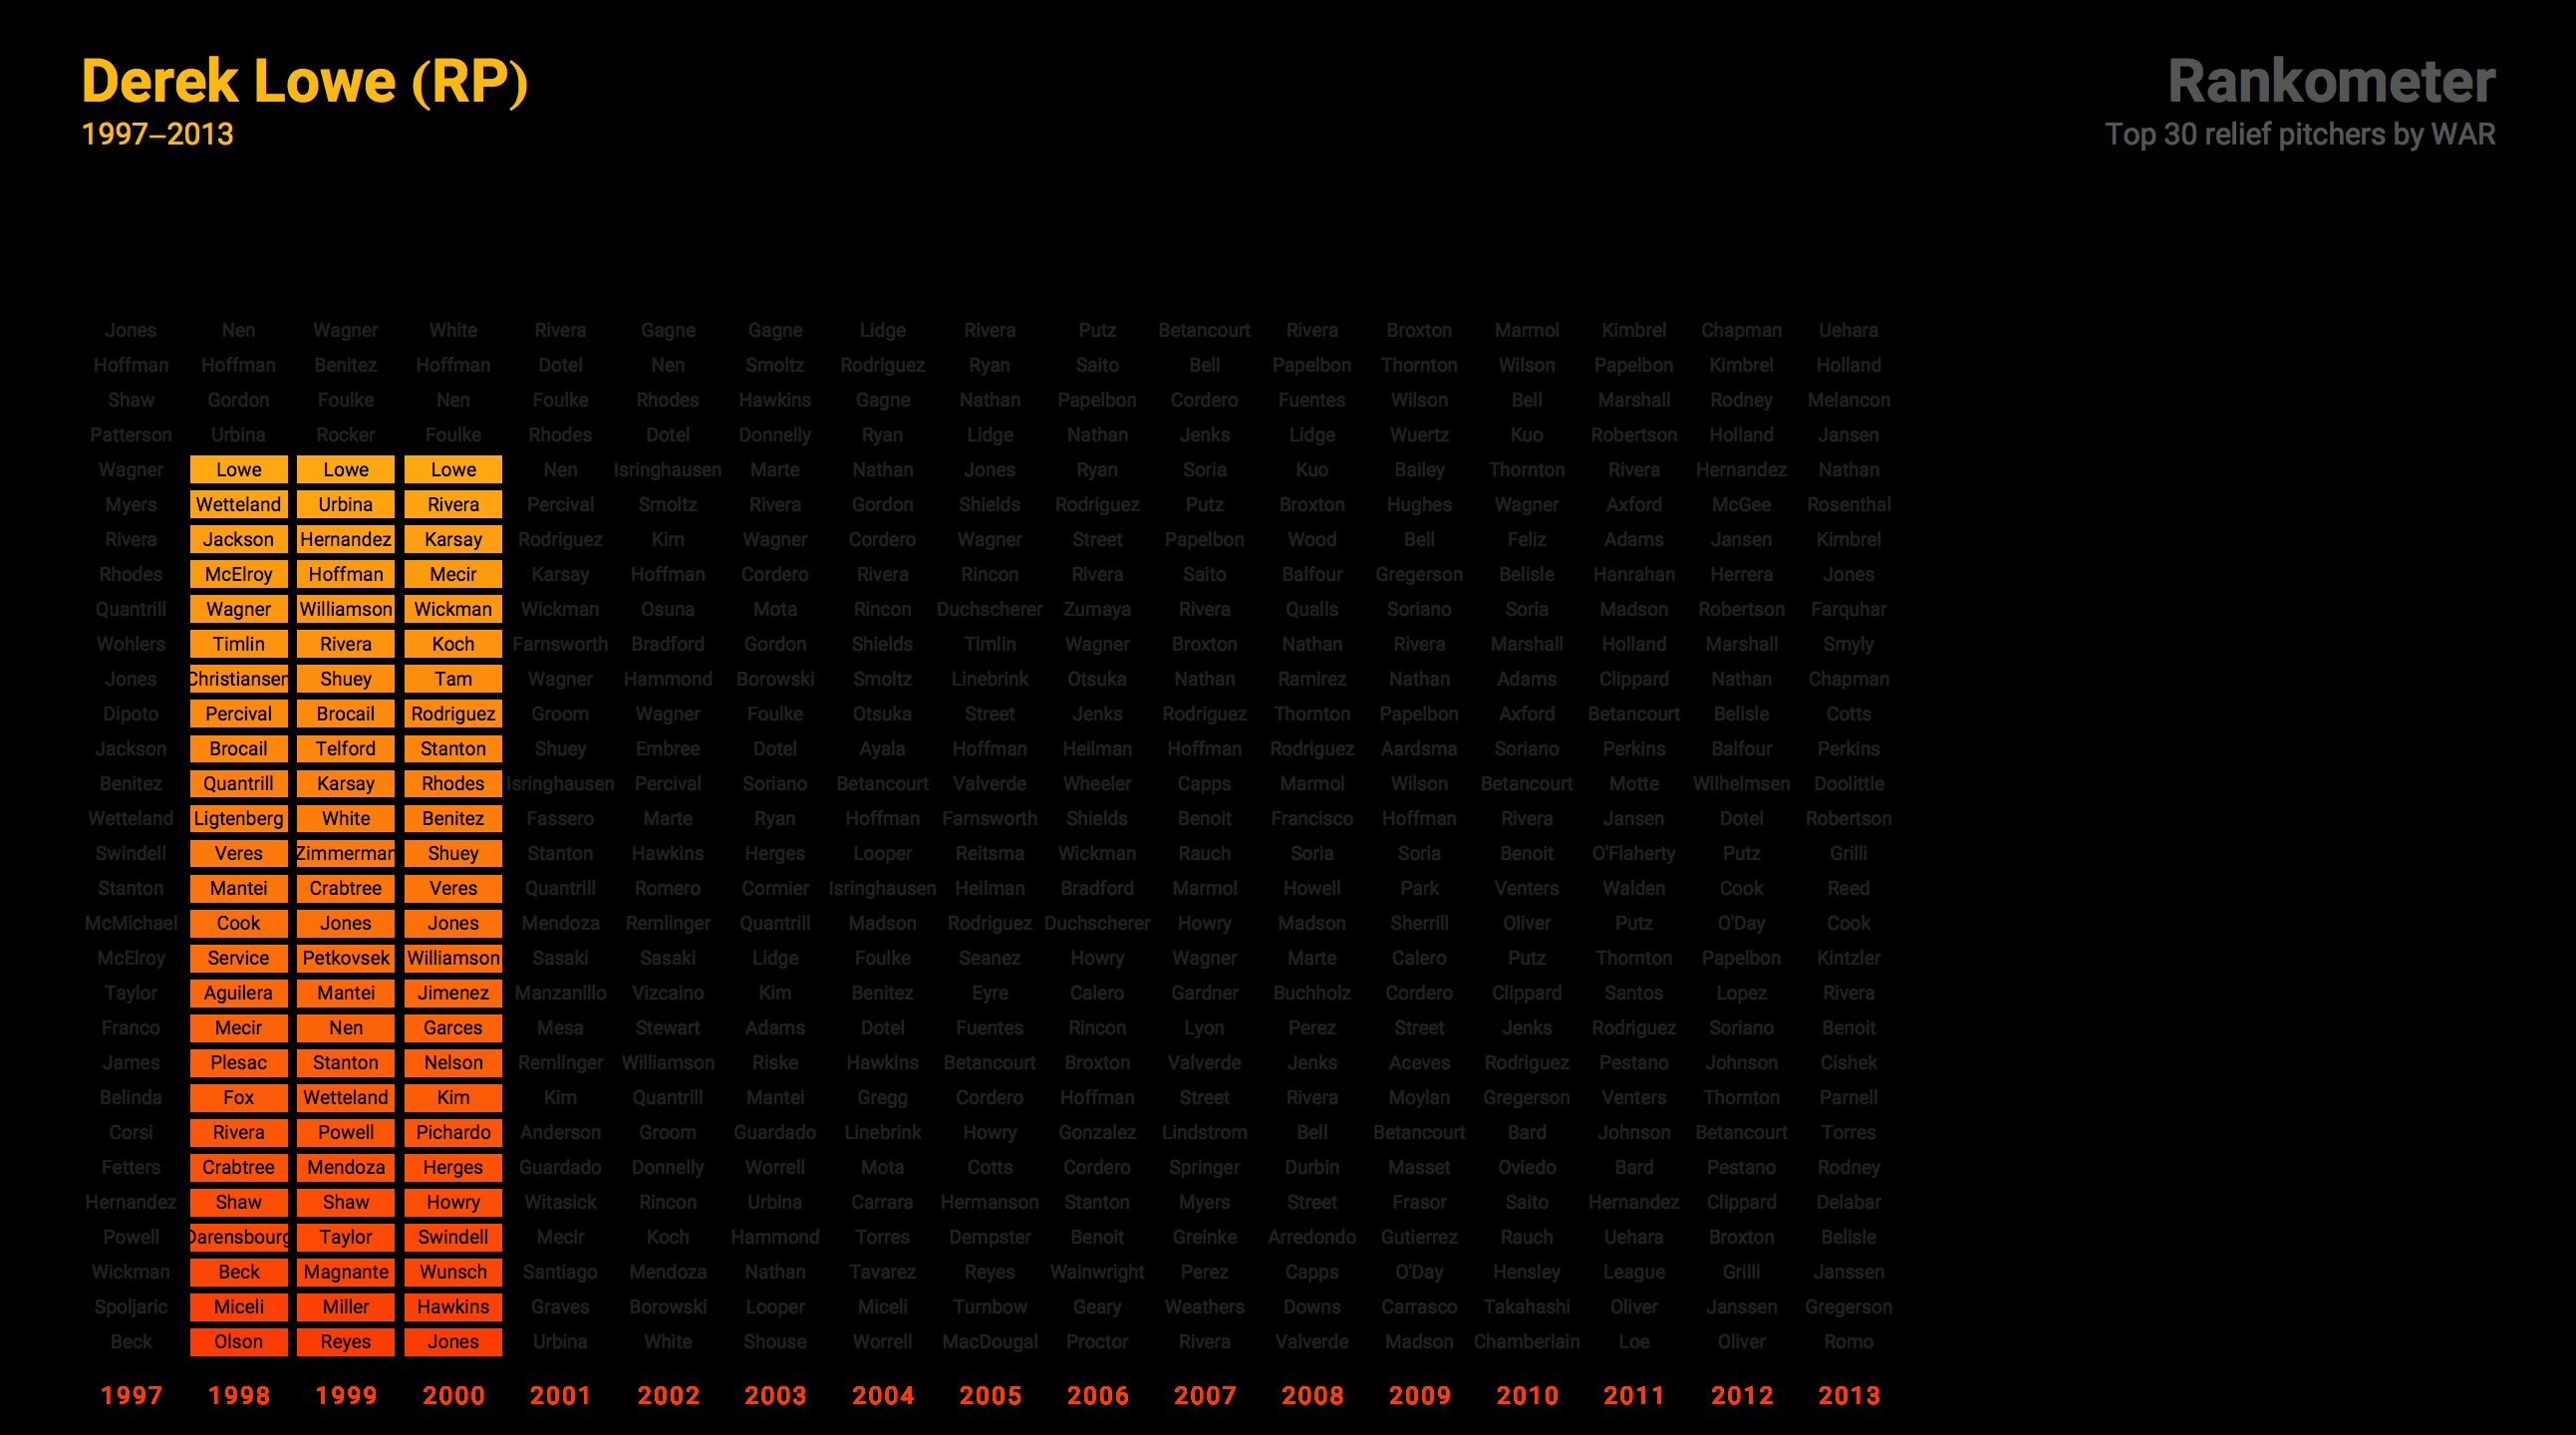 Derek Lowe (RP)
1997–2013
Rankometer
Top 30 relief pitchers by WAR
Jones Nen Wagner White Rivera Gagne Gagne Lidge Rivera Putz Betancourt Rivera Broxton Marmol Kimbrel Chapman Uehara
Hoffman Hoffman Benitez Hoffman Dotel Nen Smoltz Rodriguez Ryan Saito Bell Papelbon Thornton Wilson Papelbon Kimbrel Holland
Shaw Gordon Foulke Nen Foulke Rhodes Hawkins Gagne Nathan Papelbon Cordero Fuentes Wilson Bell Marshall Rodney Melancon
Patterson Urbina Rocker Foulke Rhodes Dotel Donnelly Ryan Lidge Nathan Jenks Lidge Wuertz Kuo Robertson Holland Jansen
Wagner Lowe Lowe Lowe Nen Isringhausen Marte Nathan Jones Ryan Soria Kuo Bailey Thornton Rivera Hernandez Nathan
Myers Wetteland Urbina Rivera Percival Smoltz Rivera Gordon Shields Rodriguez Putz Broxton Hughes Wagner Axford McGee Rosenthal
Rivera Jackson Hernandez Karsay Rodriguez Kim Wagner Cordero Wagner Street Papelbon Wood Bell Feliz Adams Jansen Kimbrel
Rhodes McElroy Hoffman Mecir Karsay Hoffman Cordero Rivera Rincon Rivera Saito Balfour Gregerson Belisle Hanrahan Herrera Jones
Quantrill Wagner Williamson Wickman Wickman Osuna Mota Rincon Duchscherer Zumaya Rivera Qualls Soriano Soria Madson Robertson Farquhar
Wohlers Timlin Rivera Koch Farnsworth Bradford Gordon Shields Timlin Wagner Broxton Nathan Rivera Marshall Holland Marshall Smyly
Jones Christiansen Shuey Tam Wagner Hammond Borowski Smoltz Linebrink Otsuka Nathan Ramirez Nathan Adams Clippard Nathan Chapman
Dipoto Percival Brocail Rodriguez Groom Wagner Foulke Otsuka Street Jenks Rodriguez Thornton Papelbon Axford Betancourt Belisle Cotts
Jackson Brocail Telford Stanton Shuey Embree Dotel Ayala Hoffman Heilman Hoffman Rodriguez Aardsma Soriano Perkins Balfour Perkins
Benitez Quantrill Karsay Rhodes Isringhausen Percival Soriano Betancourt Valverde Wheeler Capps Marmol Wilson Betancourt Motte Wilhelmsen Doolittle
Wetteland Ligtenberg White Benitez Fassero Marte Ryan Hoffman Farnsworth Shields Benoit Francisco Hoffman Rivera Jansen Dotel Robertson
Swindell Veres Zimmerman Shuey Stanton Hawkins Herges Looper Reitsma Wickman Rauch Soria Soria Benoit O'Flaherty Putz Grilli
Stanton Mantei Crabtree Veres Quantrill Romero Cormier Isringhausen Heilman Bradford Marmol Howell Park Venters Walden Cook Reed
McMichael Cook Jones Jones Mendoza Remlinger Quantrill Madson Rodriguez Duchscherer Howry Madson Sherrill Oliver Putz O'Day Cook
McElroy Service Petkovsek Williamson Sasaki Sasaki Lidge Foulke Seanez Howry Wagner Marte Calero Putz Thornton Papelbon Kintzler
Taylor Aguilera Mantei Jimenez Manzanillo Vizcaino Kim Benitez Eyre Calero Gardner Buchholz Cordero Clippard Santos Lopez Rivera
Franco Mecir Nen Garces Mesa Stewart Adams Dotel Fuentes Rincon Lyon Perez Street Jenks Rodriguez Soriano Benoit
James Plesac Stanton Nelson Remlinger Williamson Riske Hawkins Betancourt Broxton Valverde Jenks Aceves Rodriguez Pestano Johnson Cishek
Belinda Fox Wetteland Kim Kim Quantrill Mantei Gregg Cordero Hoffman Street Rivera Moylan Gregerson Venters Thornton Parnell
Corsi Rivera Powell Pichardo Anderson Groom Guardado Linebrink Howry Gonzalez Lindstrom Bell Betancourt Bard Johnson Betancourt Torres
Fetters Crabtree Mendoza Herges Guardado Donnelly Worrell Mota Cotts Cordero Springer Durbin Masset Oviedo Bard Pestano Rodney
Hernandez Shaw Shaw Howry Witasick Rincon Urbina Carrara Hermanson Stanton Myers Street Frasor Saito Hernandez Clippard Delabar
Powell Darensbourg Taylor Swindell Mecir Koch Hammond Torres Dempster Benoit Greinke Arredondo Gutierrez Rauch Uehara Broxton Belisle
Wickman Beck Magnante Wunsch Santiago Mendoza Nathan Tavarez Reyes Wainwright Perez Capps O'Day Hensley League Grilli Janssen
Spoljaric Miceli Miller Hawkins Graves Borowski Looper Miceli Turnbow Geary Weathers Downs Carrasco Takahashi Oliver Janssen Gregerson
Beck Olson Reyes Jones Urbina White Shouse Worrell MacDougal Proctor Rivera Valverde Madson Chamberlain Loe Oliver Romo
1997 1998 1999 2000 2001 2002 2003 2004 2005 2006 2007 2008 2009 2010 2011 2012 2013